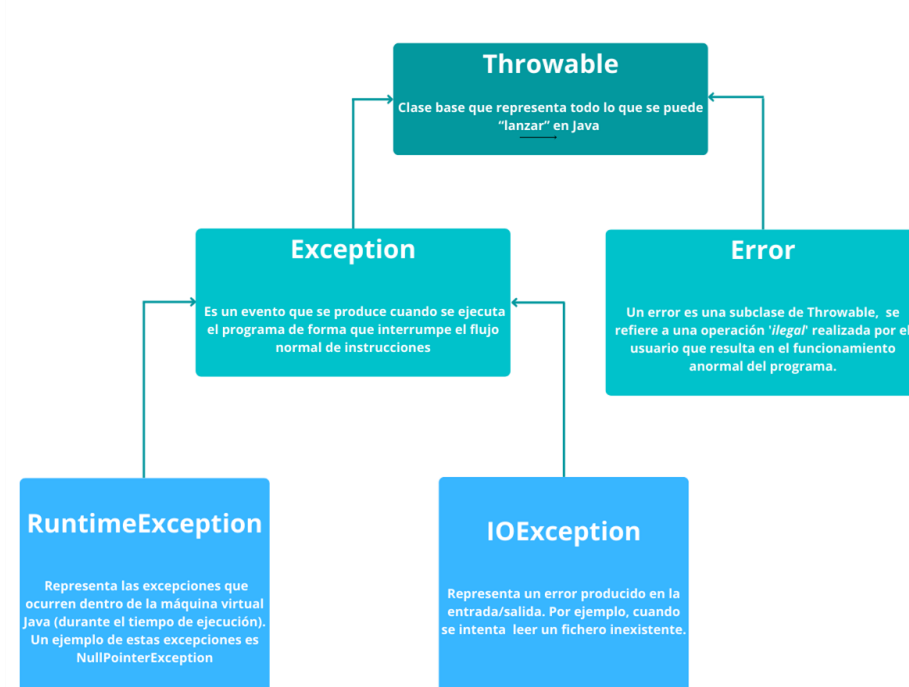 Throwable
Clase base que representa todo lo que se puede
“lanzar” en Java
Exception
Es un evento que se produce cuando se ejecuta
el programa de forma que interrumpe el flujo
normal de instrucciones
Error
Un error es una subclase de Throwable, se
refiere a una operación 'ilegal' realizada por el
usuario que resulta en el funcionamiento
anormal del programa.
RuntimeException
Representa las excepciones que
ocurren dentro de la máquina virtual
Java (durante el tiempo de ejecución).
Un ejemplo de estas excepciones es
NullPointerException
IOException
Representa un error producido en la
entrada/salida. Por ejemplo, cuando
se intenta leer un fichero inexistente.